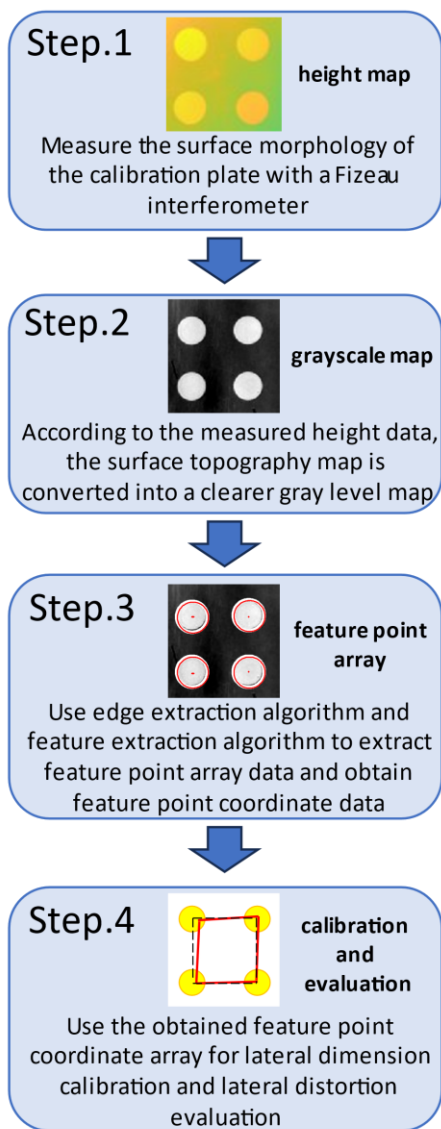 Step.1
height map
Measure the surface morphology of
the calibration plate with a Fizeau
interferometer
Step.2
grayscale map
According to the measured height data,
the surface topography map is
converted into a clearer gray level map
Step.3
feature point
array
Use edge extraction algorithm and
feature extraction algorithm to extract
feature point array data and obtain
feature point coordinate data
Step.4
calibration
and
evaluation
Use the obtained feature point
coordinate array for lateral dimension
calibration and lateral distortion
evaluation